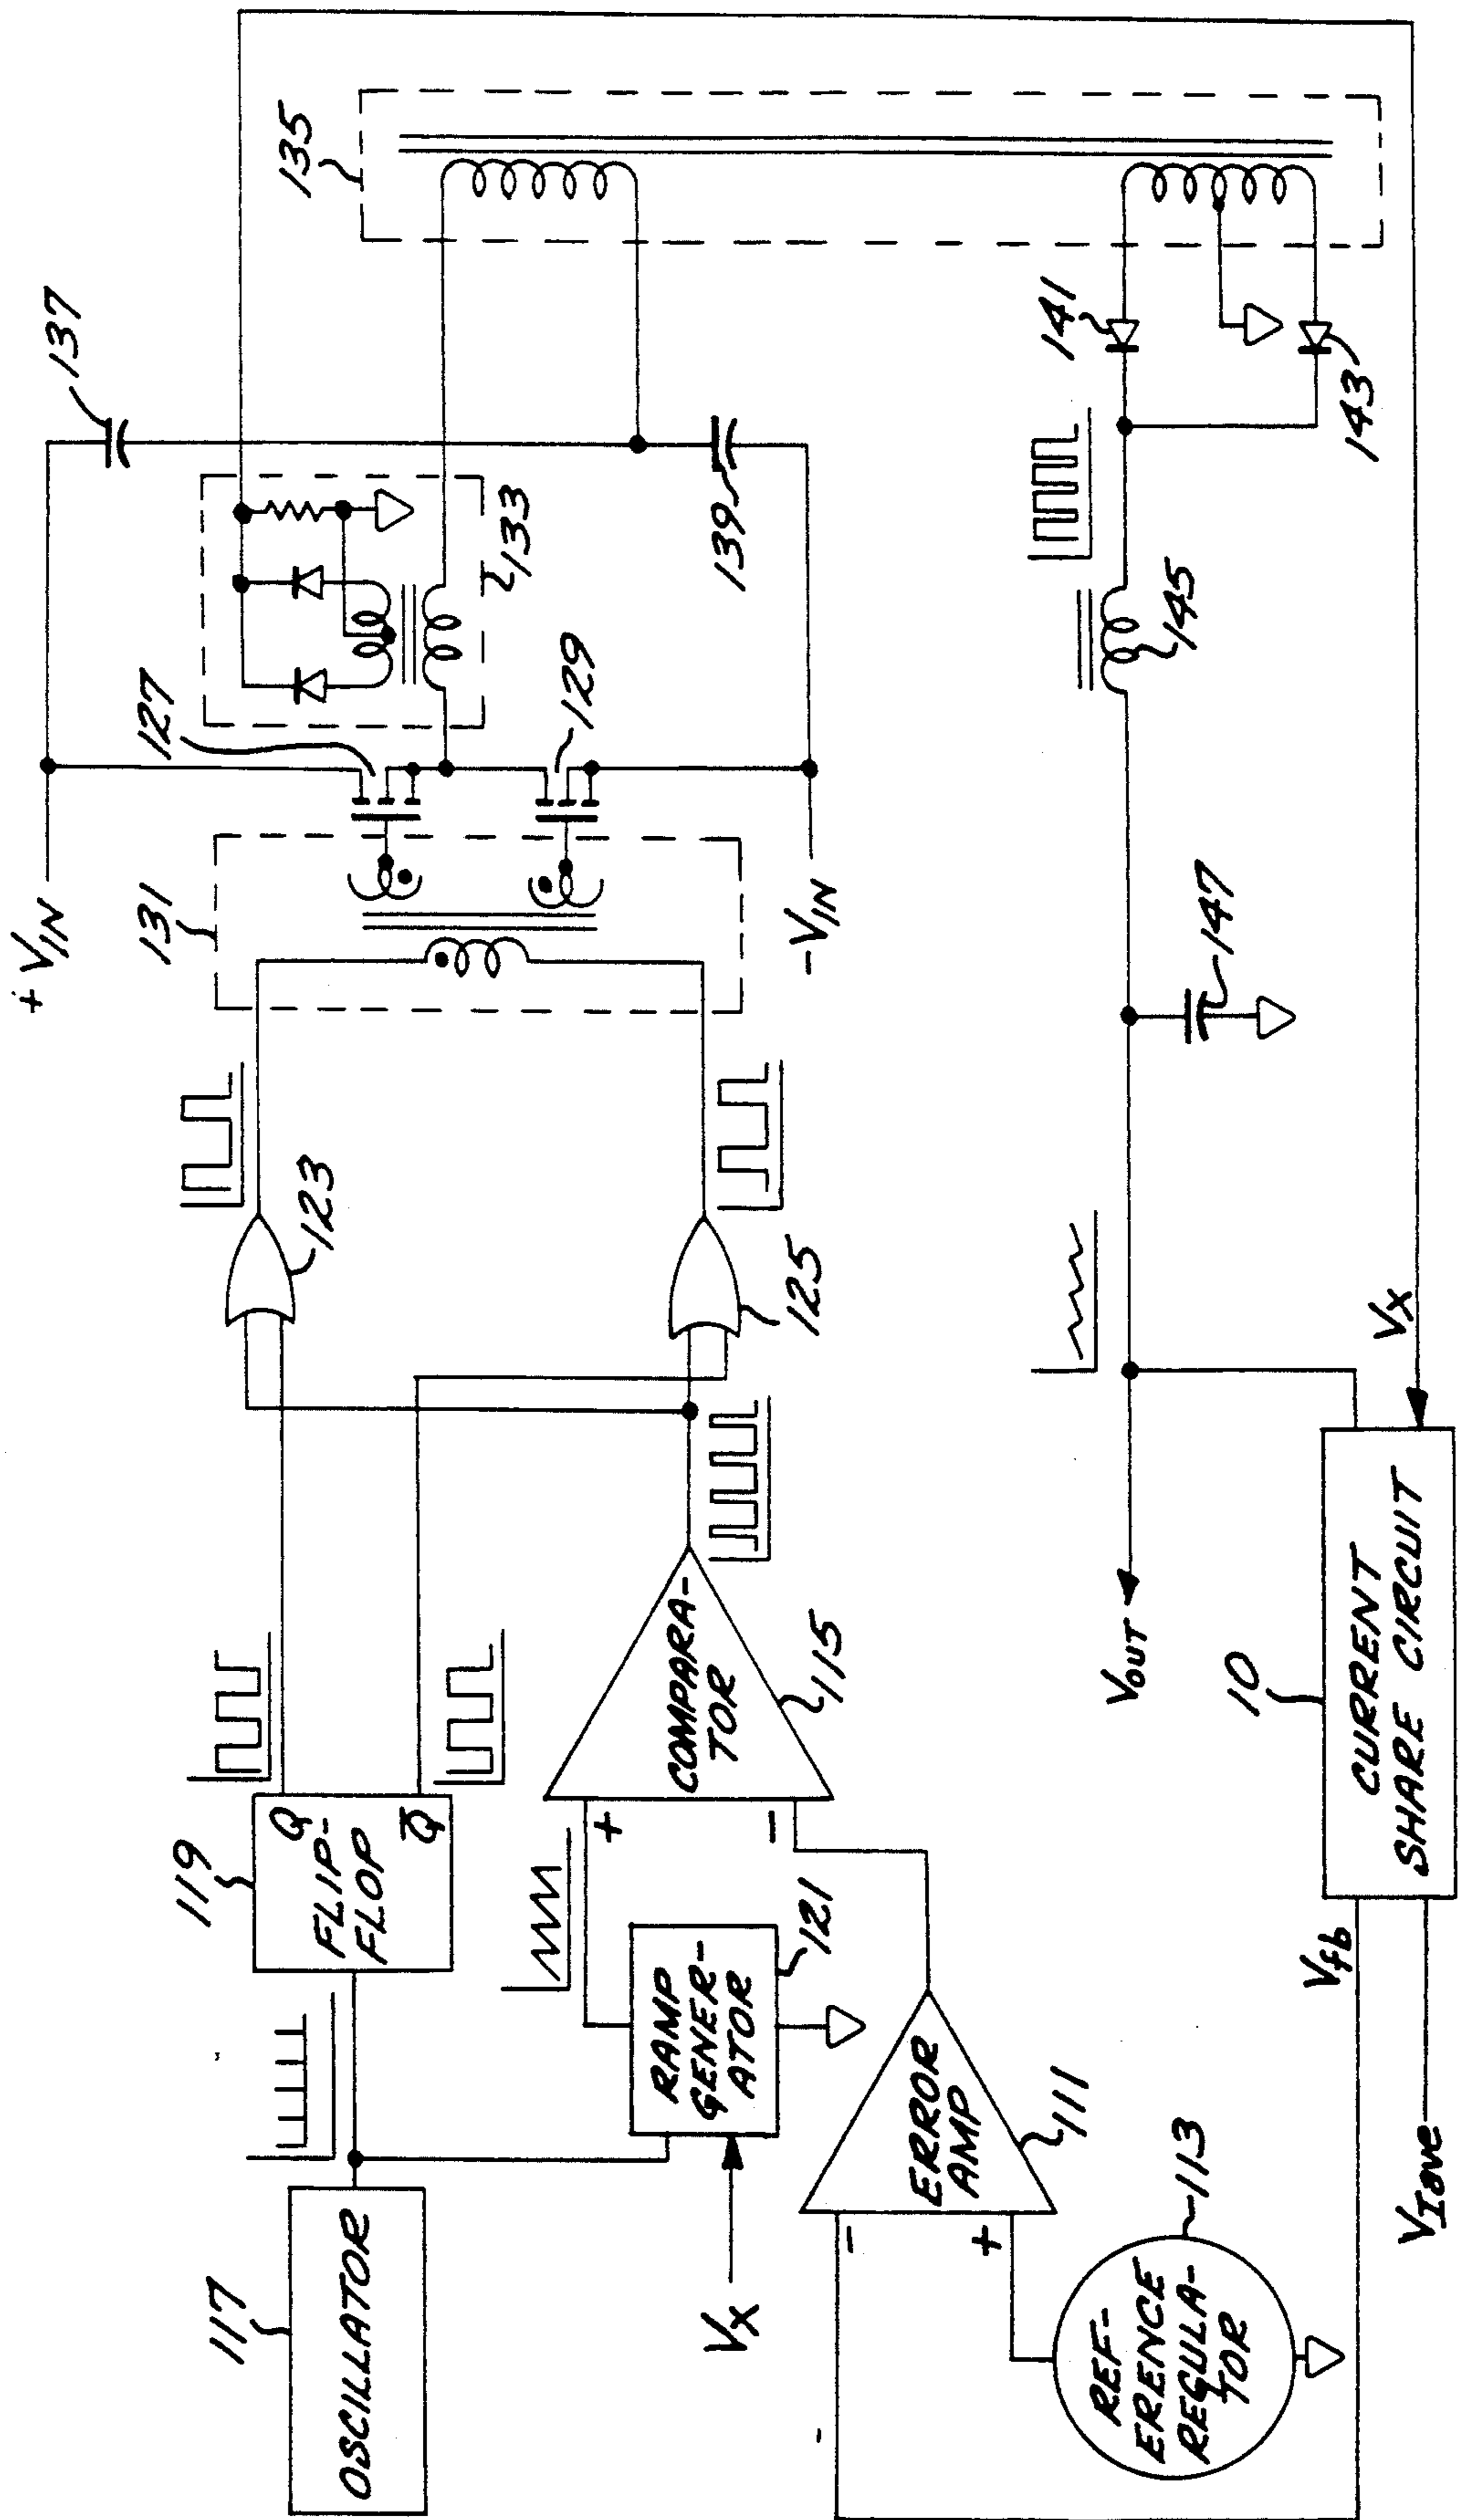 117
OSCILLATOR
119
FLIP-
FLOP
Q
Q̅
123
131
+ VIN
127
137
133
135
VX
RAMP
GENER-
ATOR
121
+
−
COMPARA-
TOR
115
125
−VIN
129
139
−
+
ERROR
AMP
111
REF-
ERENCE
REGULA-
TOR
113
VOUT
147
145
141
143
Vfb
VIave
10
CURRENT
SHARE CIRCUIT
VX